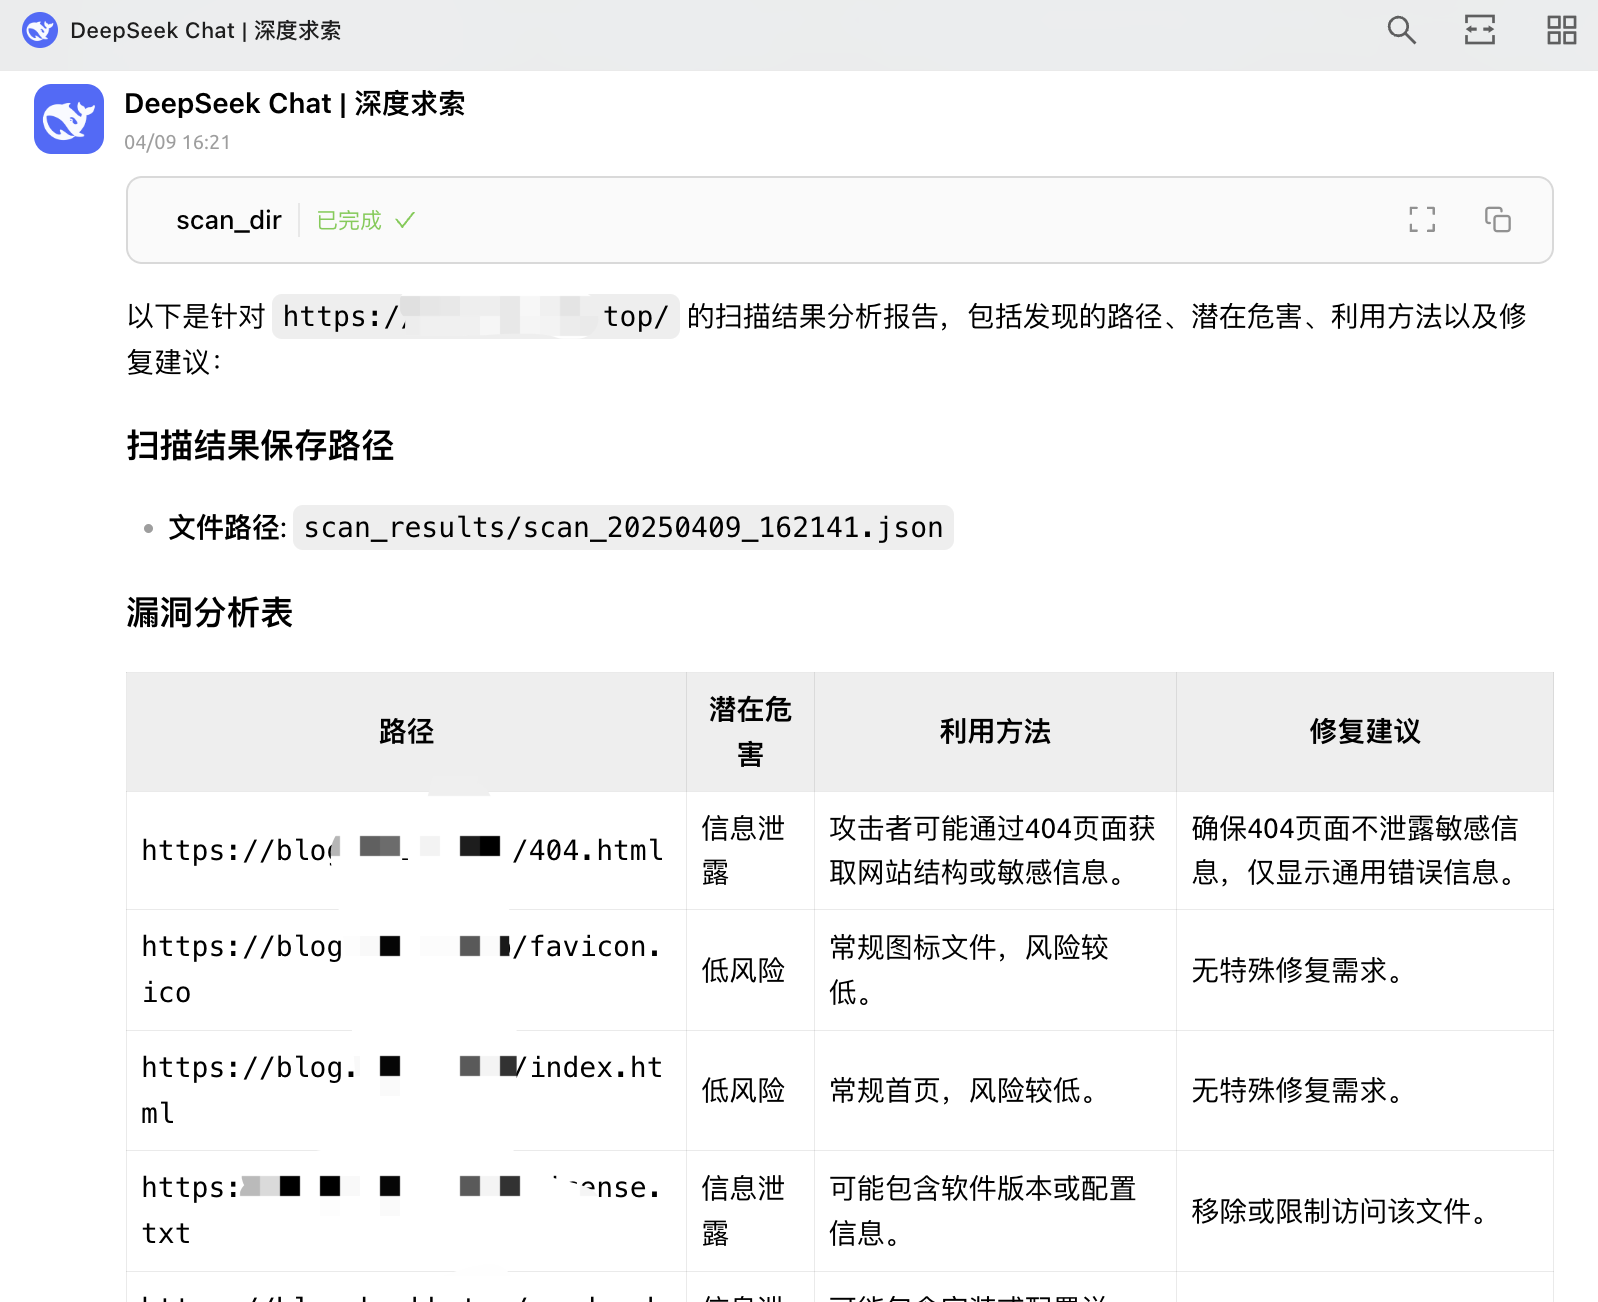 DeepSeek Chat | 深度求索
DeepSeek Chat | 深度求索
04/09 16:21
scan_dir 已完成
以下是针对 https:/ top/ 的扫描结果分析报告，包括发现的路径、潜在危害、利用方法以及修
复建议：
扫描结果保存路径
文件路径: scan_results/scan_20250409_162141.json
漏洞分析表
路径
潜在危
害
利用方法
修复建议
https://blog /404.html
信息泄
露
攻击者可能通过404页面获
取网站结构或敏感信息。
确保404页面不泄露敏感信
息，仅显示通用错误信息。
https://blog /favicon.
ico
低风险
常规图标文件，风险较
低。
无特殊修复需求。
https://blog. /index.ht
ml
低风险
常规首页，风险较低。
无特殊修复需求。
https: ense.
txt
信息泄
露
可能包含软件版本或配置
信息。
移除或限制访问该文件。